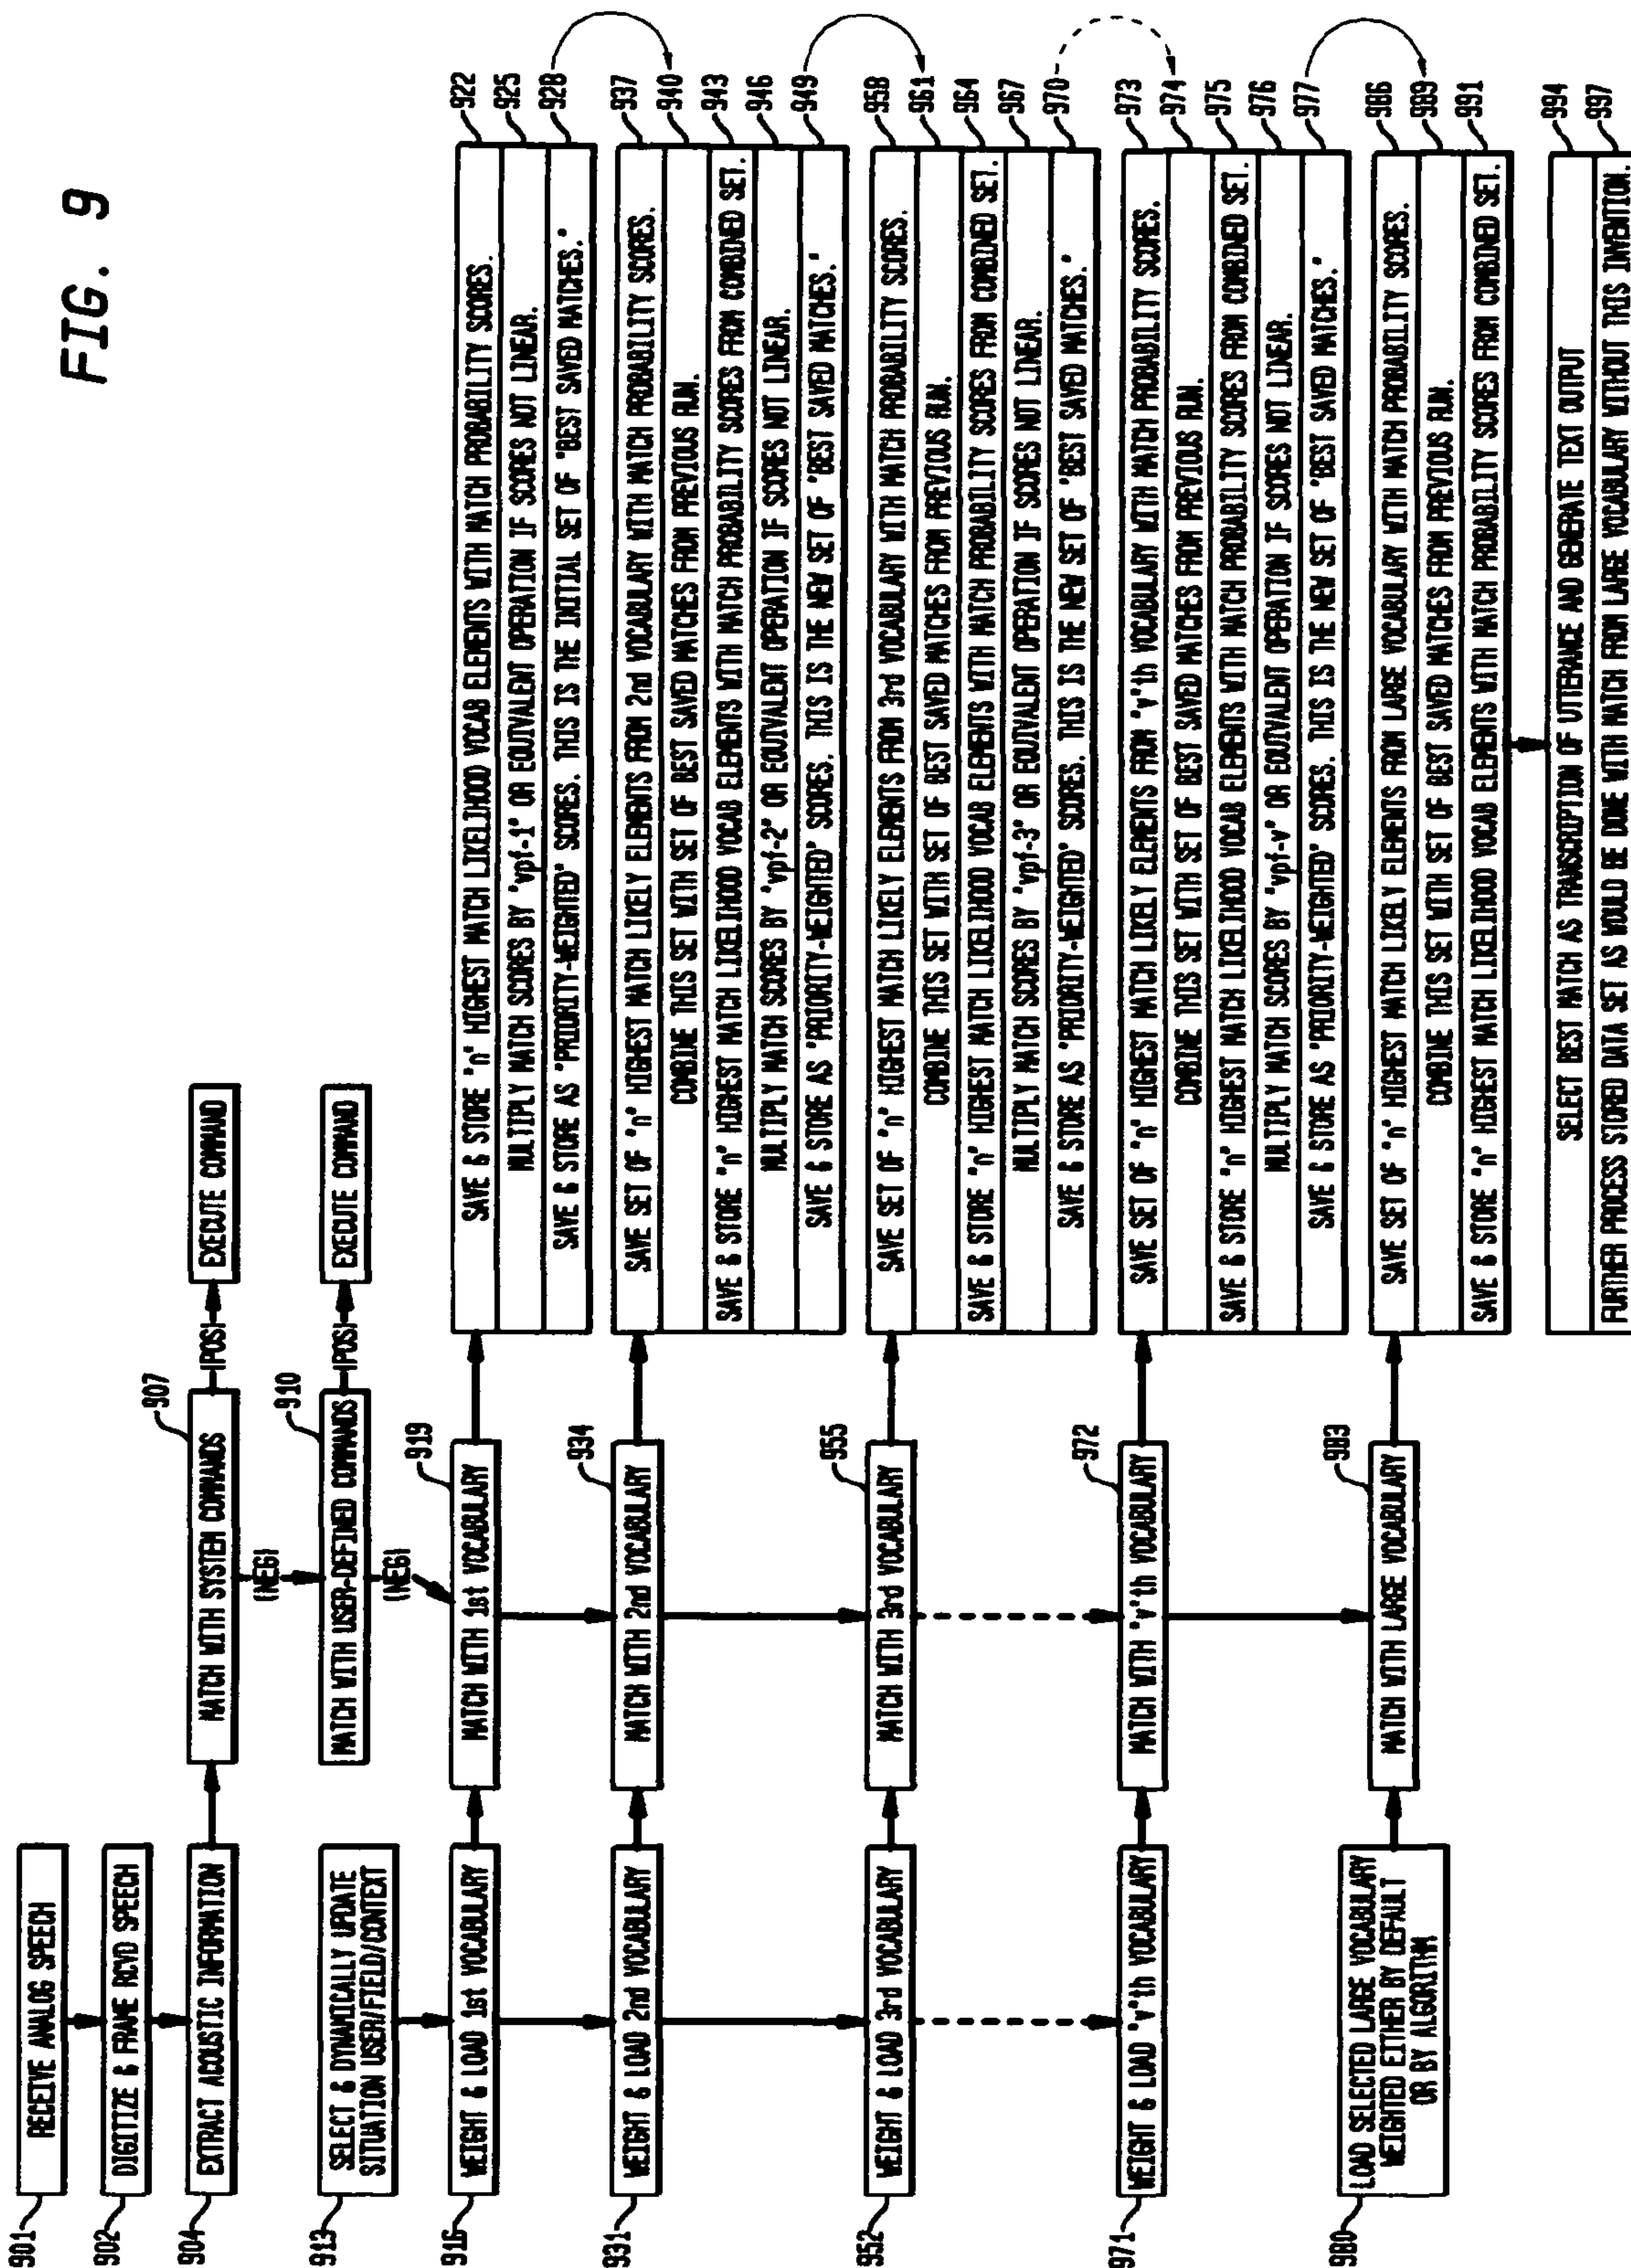 FIG. 9
901
RECEIVE ANALOG SPEECH
902
DIGITIZE & FRAME RCVD SPEECH
904
EXTRACT ACOUSTIC INFORMATION
907
MATCH WITH SYSTEM COMMANDS
(POS)
EXECUTE COMMAND
(NEG)
910
MATCH WITH USER-DEFINED COMMANDS
(POS)
EXECUTE COMMAND
(NEG)
913
SELECT & DYNAMICALLY UPDATE
SITUATION USER/FIELD/CONTEXT
916
WEIGHT & LOAD 1st VOCABULARY
919
MATCH WITH 1st VOCABULARY
SAVE & STORE "n" HIGHEST MATCH LIKELIHOOD VOCAB ELEMENTS WITH MATCH PROBABILITY SCORES.
922
MULTIPLY MATCH SCORES BY "vpf-1" OR EQUIVALENT OPERATION IF SCORES NOT LINEAR.
925
SAVE & STORE AS "PRIORITY-WEIGHTED" SCORES. THIS IS THE INITIAL SET OF "BEST SAVED MATCHES."
928
931
WEIGHT & LOAD 2nd VOCABULARY
934
MATCH WITH 2nd VOCABULARY
SAVE SET OF "n" HIGHEST MATCH LIKELY ELEMENTS FROM 2nd VOCABULARY WITH MATCH PROBABILITY SCORES.
937
COMBINE THIS SET WITH SET OF BEST SAVED MATCHES FROM PREVIOUS RUN.
940
SAVE & STORE "n" HIGHEST MATCH LIKELIHOOD VOCAB ELEMENTS WITH MATCH PROBABILITY SCORES FROM COMBINED SET.
943
MULTIPLY MATCH SCORES BY "vpf-2" OR EQUIVALENT OPERATION IF SCORES NOT LINEAR.
946
SAVE & STORE AS "PRIORITY-WEIGHTED" SCORES. THIS IS THE NEW SET OF "BEST SAVED MATCHES."
949
952
WEIGHT & LOAD 3rd VOCABULARY
955
MATCH WITH 3rd VOCABULARY
SAVE SET OF "n" HIGHEST MATCH LIKELY ELEMENTS FROM 3rd VOCABULARY WITH MATCH PROBABILITY SCORES.
958
COMBINE THIS SET WITH SET OF BEST SAVED MATCHES FROM PREVIOUS RUN.
961
SAVE & STORE "n" HIGHEST MATCH LIKELIHOOD VOCAB ELEMENTS WITH MATCH PROBABILITY SCORES FROM COMBINED SET.
964
MULTIPLY MATCH SCORES BY "vpf-3" OR EQUIVALENT OPERATION IF SCORES NOT LINEAR.
967
SAVE & STORE AS "PRIORITY-WEIGHTED" SCORES. THIS IS THE NEW SET OF "BEST SAVED MATCHES."
970
971
WEIGHT & LOAD "v"th VOCABULARY
972
MATCH WITH "v"th VOCABULARY
SAVE SET OF "n" HIGHEST MATCH LIKELY ELEMENTS FROM "v"th VOCABULARY WITH MATCH PROBABILITY SCORES.
973
COMBINE THIS SET WITH SET OF BEST SAVED MATCHES FROM PREVIOUS RUN.
974
SAVE & STORE "n" HIGHEST MATCH LIKELIHOOD VOCAB ELEMENTS WITH MATCH PROBABILITY SCORES FROM COMBINED SET.
975
MULTIPLY MATCH SCORES BY "vpf-v" OR EQUIVALENT OPERATION IF SCORES NOT LINEAR.
976
SAVE & STORE AS "PRIORITY-WEIGHTED" SCORES. THIS IS THE NEW SET OF "BEST SAVED MATCHES."
977
980
LOAD SELECTED LARGE VOCABULARY
WEIGHTED EITHER BY DEFAULT
OR BY ALGORITHM
983
MATCH WITH LARGE VOCABULARY
SAVE SET OF "n" HIGHEST MATCH LIKELY ELEMENTS FROM LARGE VOCABULARY WITH MATCH PROBABILITY SCORES.
986
COMBINE THIS SET WITH SET OF BEST SAVED MATCHES FROM PREVIOUS RUN.
989
SAVE & STORE "n" HIGHEST MATCH LIKELIHOOD VOCAB ELEMENTS WITH MATCH PROBABILITY SCORES FROM COMBINED SET.
991
SELECT BEST MATCH AS TRANSCRIPTION OF UTTERANCE AND GENERATE TEXT OUTPUT
994
FURTHER PROCESS STORED DATA SET AS WOULD BE DONE WITH MATCH FROM LARGE VOCABULARY WITHOUT THIS INVENTION.
997